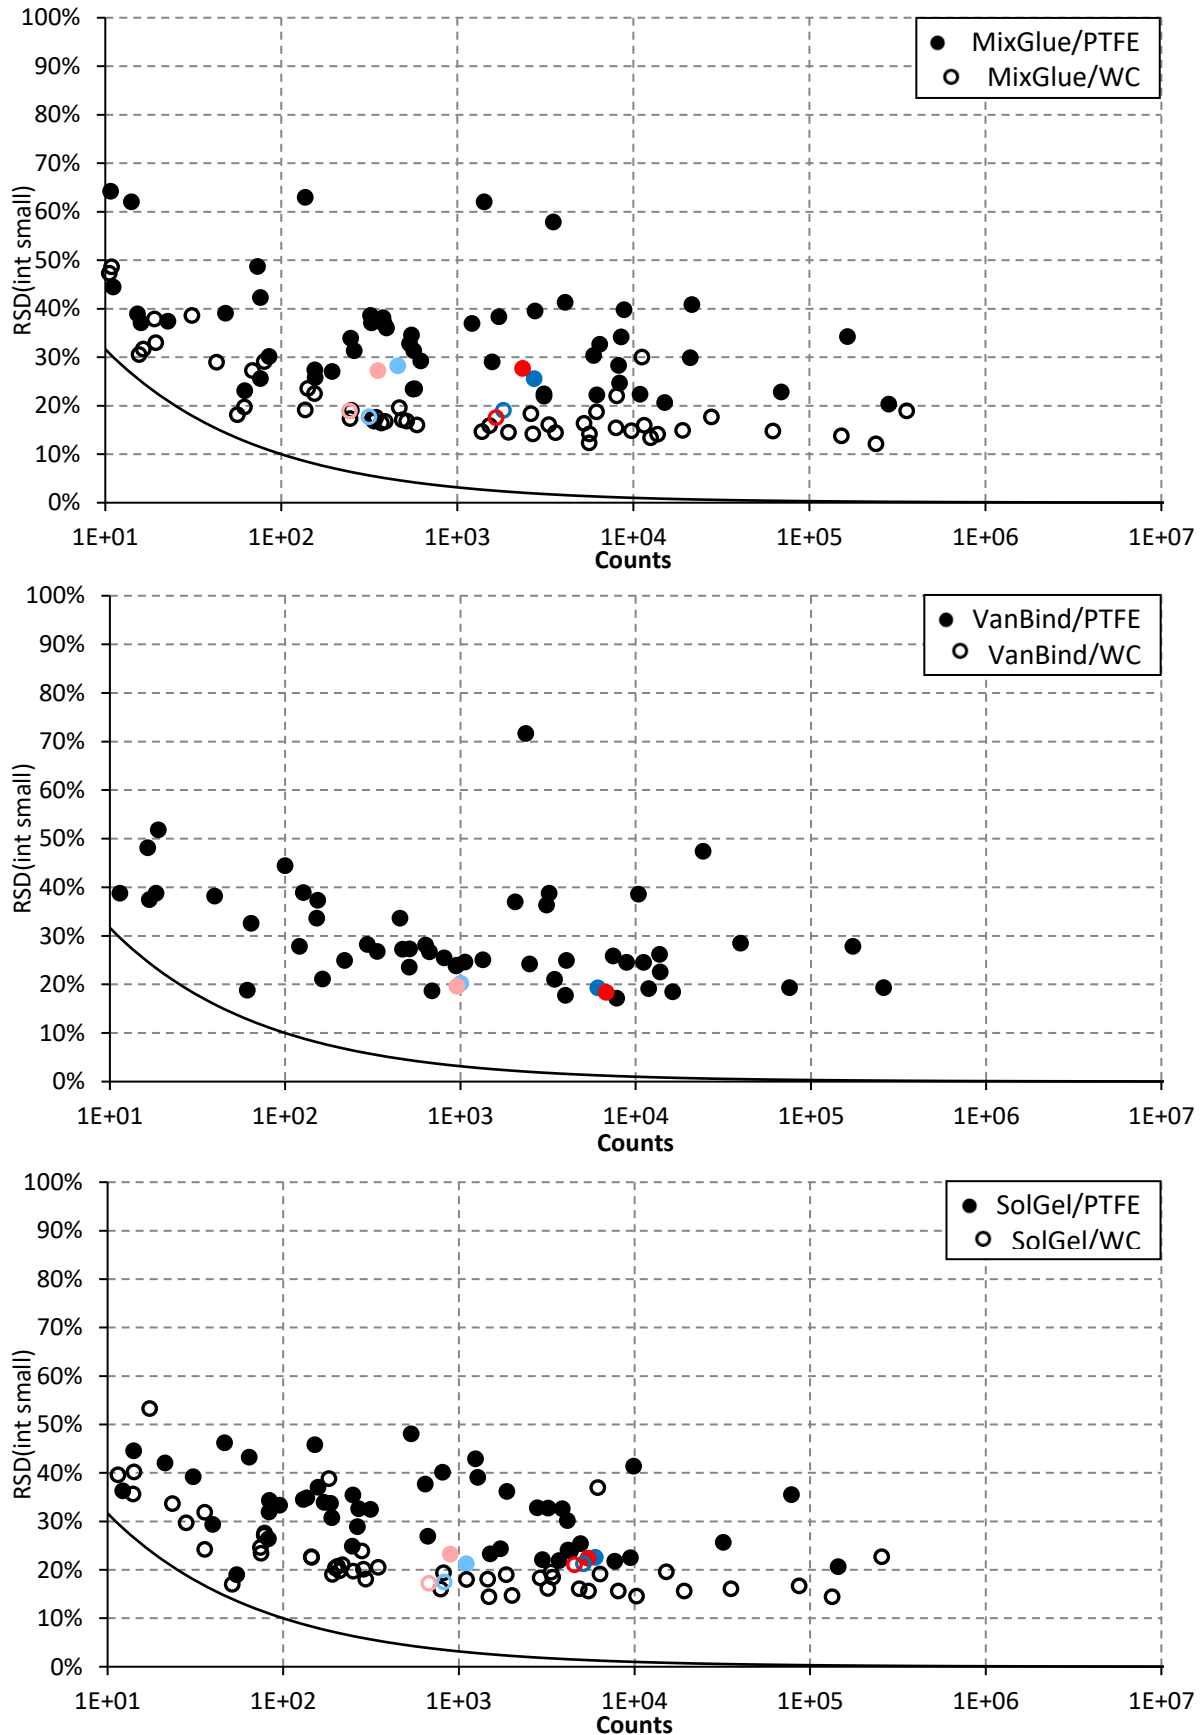 100%
90%
80%
70%
60%
50%
40%
30%
20%
10%
0%
RSD(int small)
MixGlue/PTFE
MixGlue/WC
1E+01 1E+02 1E+03 1E+04 1E+05 1E+06 1E+07
Counts
100%
90%
80%
70%
60%
50%
40%
30%
20%
10%
0%
RSD(int small)
VanBind/PTFE
VanBind/WC
1E+01 1E+02 1E+03 1E+04 1E+05 1E+06 1E+07
Counts
100%
90%
80%
70%
60%
50%
40%
30%
20%
10%
0%
RSD(int small)
SolGel/PTFE
SolGel/WC
1E+01 1E+02 1E+03 1E+04 1E+05 1E+06 1E+07
Counts